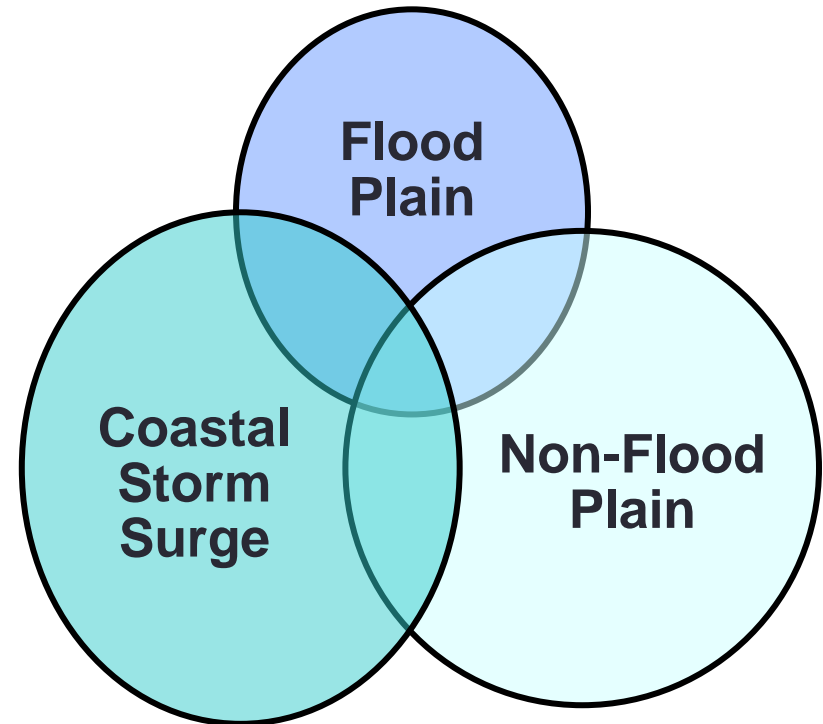 Flood
Plain
Coastal
Storm
Surge
Non-Flood
Plain